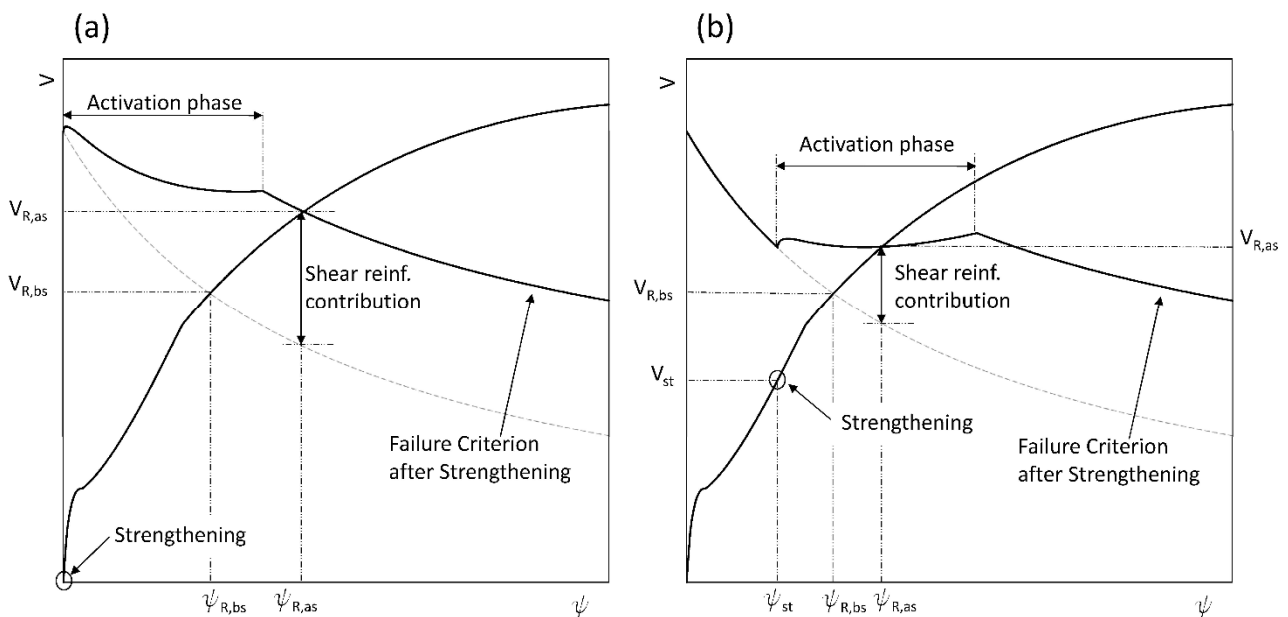 (a)
V
Activation phase
V_R,as
V_R,bs
Shear reinf.
contribution
Failure Criterion
after Strengthening
Strengthening
ψ_R,bs
ψ_R,as
ψ
(b)
V
Activation phase
V_R,as
V_R,bs
Shear reinf.
contribution
V_st
Strengthening
Failure Criterion
after Strengthening
ψ_st
ψ_R,bs
ψ_R,as
ψ